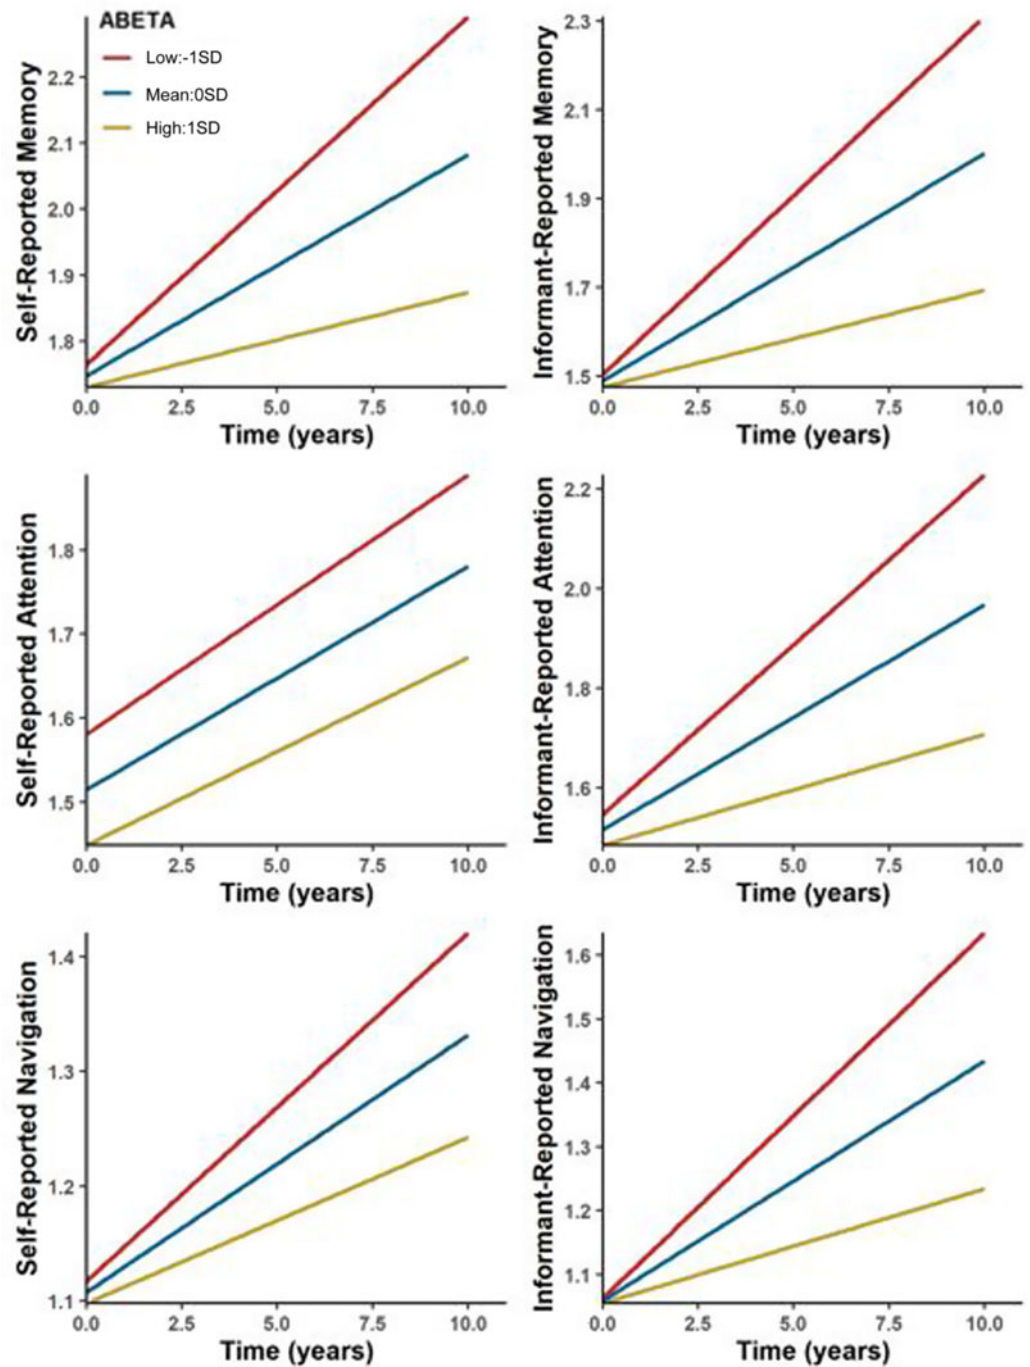 ABETA
Low:-1SD
Mean:0SD
High:1SD
Self-Reported Memory
2.2
2.1
2.0
1.9
1.8
0.0 2.5 5.0 7.5 10.0
Time (years)
Informant-Reported Memory
2.3
2.1
1.9
1.7
1.5
0.0 2.5 5.0 7.5 10.0
Time (years)
Self-Reported Attention
1.8
1.7
1.6
1.5
0.0 2.5 5.0 7.5 10.0
Time (years)
Informant-Reported Attention
2.2
2.0
1.8
1.6
0.0 2.5 5.0 7.5 10.0
Time (years)
Self-Reported Navigation
1.4
1.3
1.2
1.1
0.0 2.5 5.0 7.5 10.0
Time (years)
Informant-Reported Navigation
1.6
1.5
1.4
1.3
1.2
1.1
0.0 2.5 5.0 7.5 10.0
Time (years)